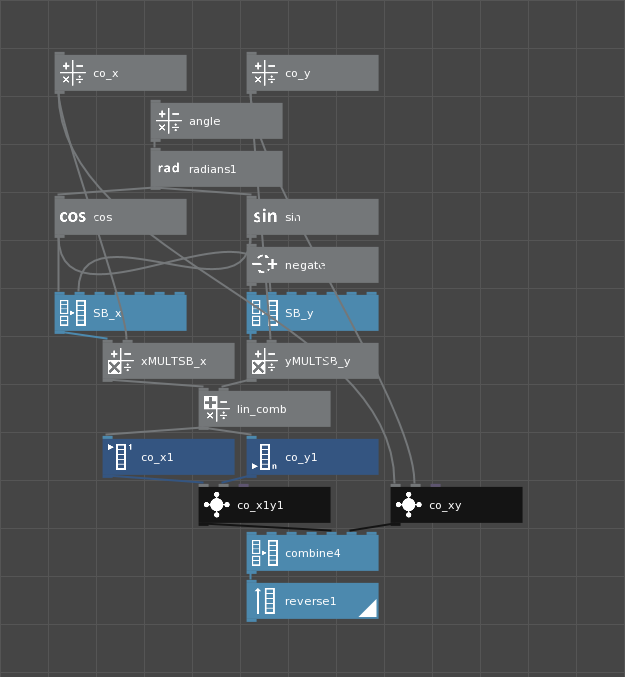 co_x
co_y
angle
rad radians1
cos cos
sin sin
negate
SB_x
SB_y
xMULTSB_x
yMULTSB_y
lin_comb
1 co_x1
n co_y1
co_x1y1
co_xy
combine4
reverse1